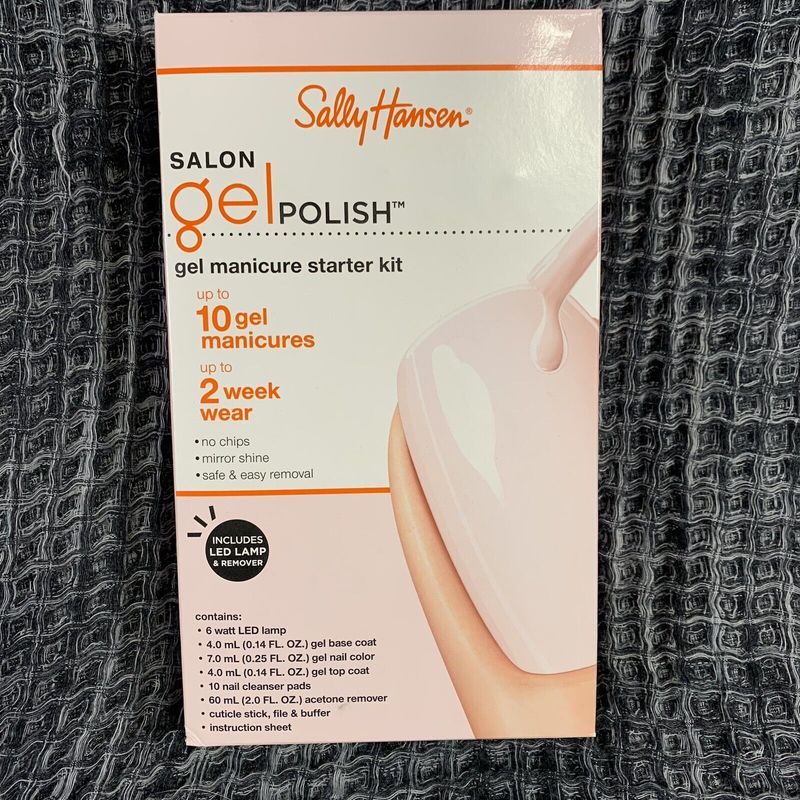 Sally Hansen®
SALON
gel POLISH™
gel manicure starter kit
up to
10 gel
manicures
up to
2 week
wear
• no chips
• mirror shine
• safe & easy removal
INCLUDES
LED LAMP
& REMOVER
contains:
• 6 watt LED lamp
• 4.0 mL (0.14 FL. OZ.) gel base coat
• 7.0 mL (0.25 FL. OZ.) gel nail color
• 4.0 mL (0.14 FL. OZ.) gel top coat
• 10 nail cleanser pads
• 60 mL (2.0 FL. OZ.) acetone remover
• cuticle stick, file & buffer
• instruction sheet